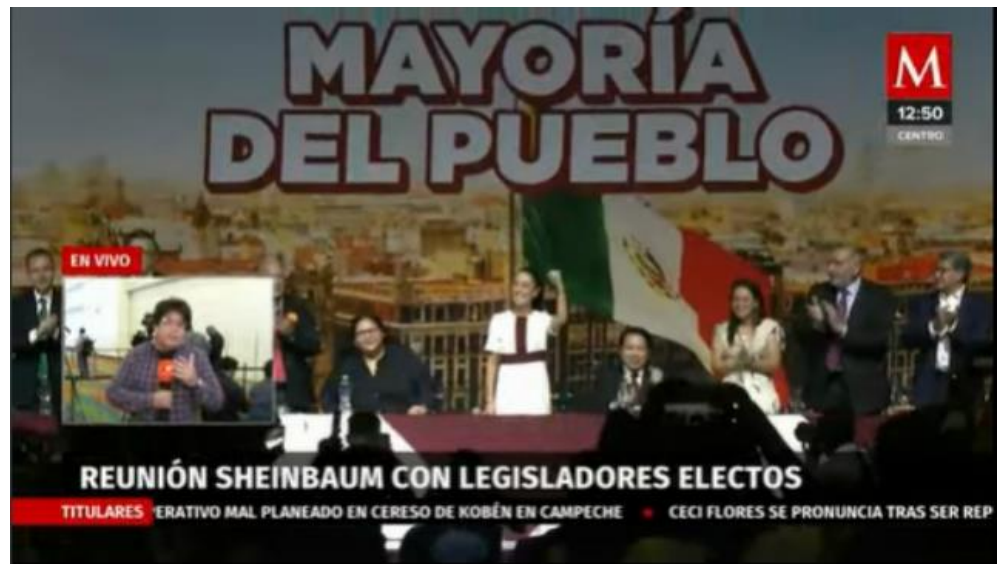 MAYORÍA
DEL PUEBLO
M
12:50
CENTRO
EN VIVO
REUNIÓN SHEINBAUM CON LEGISLADORES ELECTOS
TITULARES 'ERATIVO MAL PLANEADO EN CERESO DE KOBÉN EN CAMPECHE CECI FLORES SE PRONUNCIA TRAS SER REP